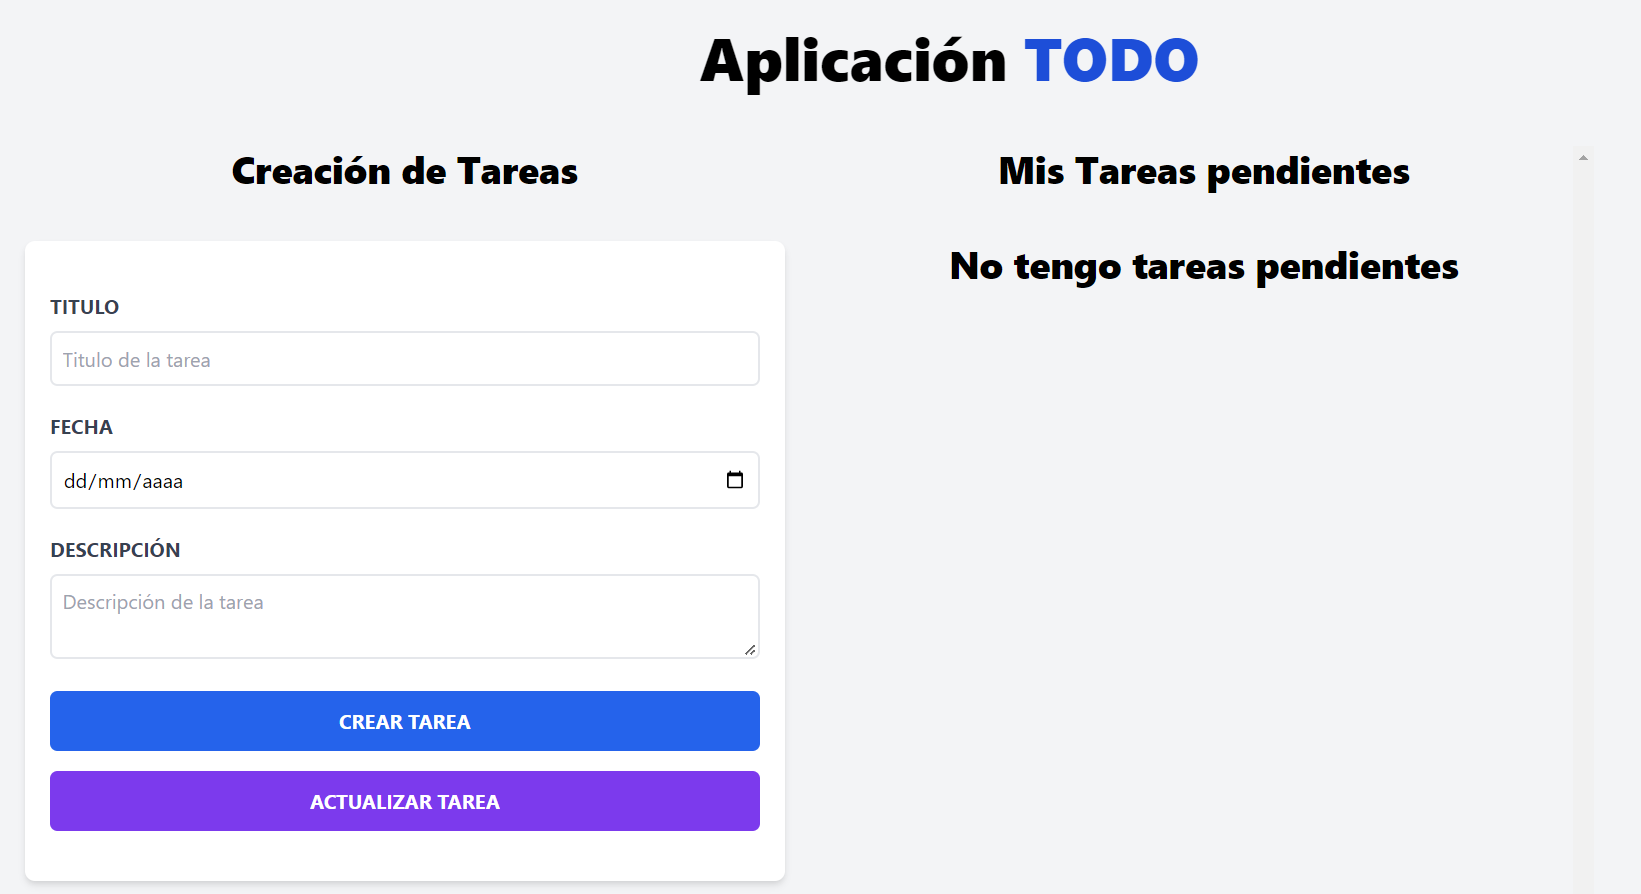 Aplicación TODO
Creación de Tareas
TITULO
Titulo de la tarea
FECHA
dd/mm/aaaa
DESCRIPCIÓN
Descripción de la tarea
CREAR TAREA
ACTUALIZAR TAREA
Mis Tareas pendientes
No tengo tareas pendientes